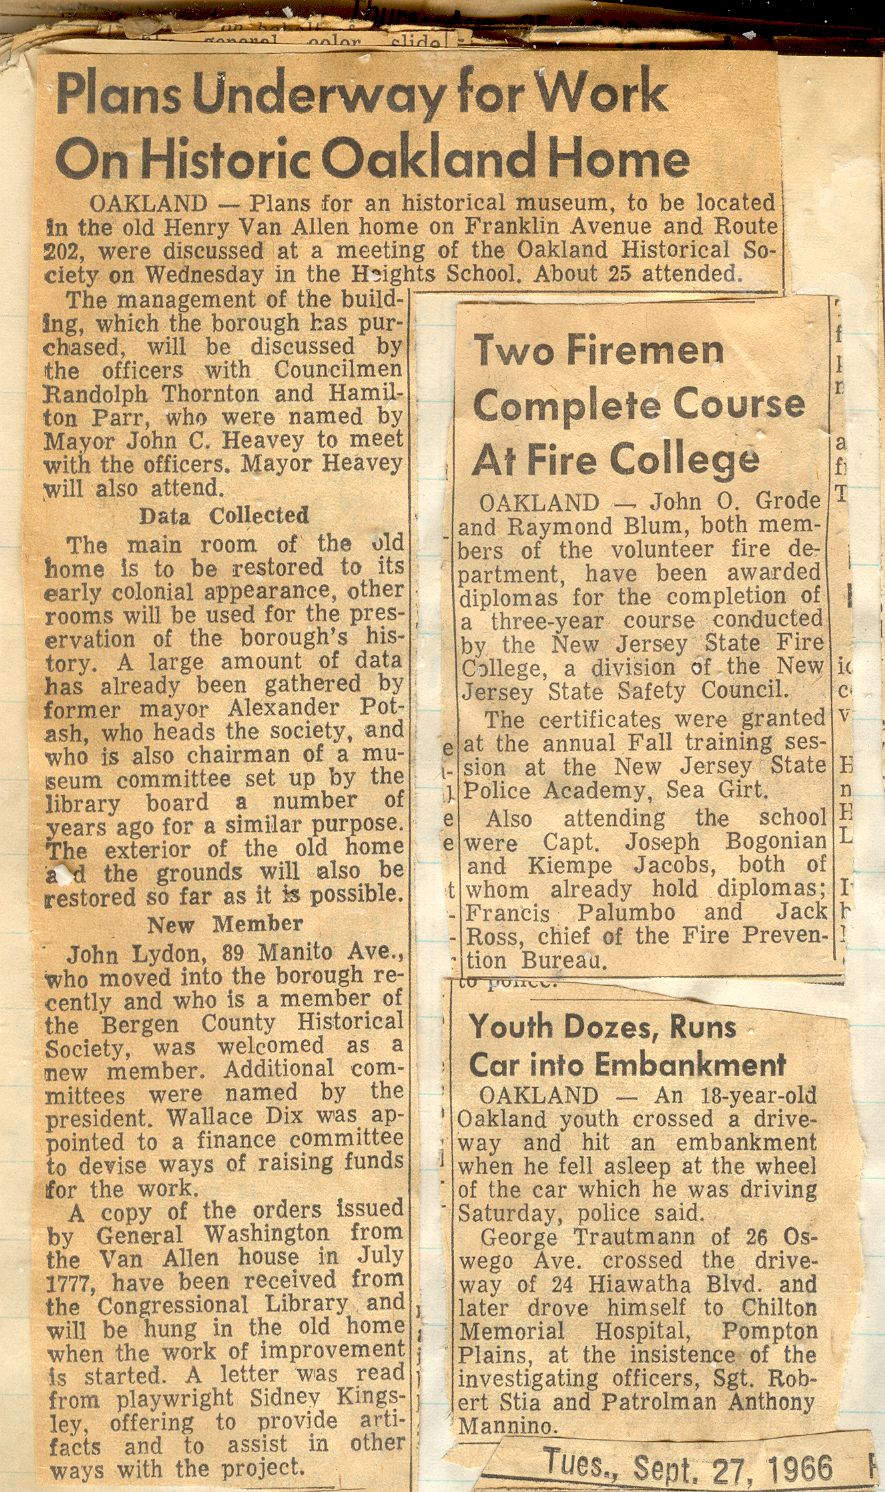 general color slide
Plans Underway for Work
On Historic Oakland Home
OAKLAND — Plans for an historical museum, to be located
in the old Henry Van Allen home on Franklin Avenue and Route
202, were discussed at a meeting of the Oakland Historical So-
ciety on Wednesday in the Heights School. About 25 attended.
The management of the build-
ing, which the borough has pur-
chased, will be discussed by
the officers with Councilmen
Randolph Thornton and Hamil-
ton Parr, who were named by
Mayor John C. Heavey to meet
with the officers. Mayor Heavey
will also attend.
Data Collected
The main room of the old
home is to be restored to its
early colonial appearance, other
rooms will be used for the pres-
ervation of the borough's his-
tory. A large amount of data
has already been gathered by
former mayor Alexander Pot-
ash, who heads the society, and
who is also chairman of a mu-
seum committee set up by the
library board a number of
years ago for a similar purpose.
The exterior of the old home
a d the grounds will also be
restored so far as it is possible.
New Member
John Lydon, 89 Manito Ave.,
who moved into the borough re-
cently and who is a member of
the Bergen County Historical
Society, was welcomed as a
new member. Additional com-
mittees were named by the
president. Wallace Dix was ap-
pointed to a finance committee
to devise ways of raising funds
for the work.
A copy of the orders issued
by General Washington from
the Van Allen house in July
1777, have been received from
the Congressional Library and
will be hung in the old home
when the work of improvement
is started. A letter was read
from playwright Sidney Kings-
ley, offering to provide arti-
facts and to assist in other
ways with the project.
Two Firemen
Complete Course
At Fire College
OAKLAND — John O. Grode
and Raymond Blum, both mem-
bers of the volunteer fire de-
partment, have been awarded
diplomas for the completion of
a three-year course conducted
by the New Jersey State Fire
College, a division of the New
Jersey State Safety Council.
The certificates were granted
at the annual Fall training ses-
sion at the New Jersey State
Police Academy, Sea Girt.
Also attending the school
were Capt. Joseph Bogonian
and Kiempe Jacobs, both of
whom already hold diplomas;
Francis Palumbo and Jack
Ross, chief of the Fire Preven-
tion Bureau.
to police.
Youth Dozes, Runs
Car into Embankment
OAKLAND — An 18-year-old
Oakland youth crossed a drive-
way and hit an embankment
when he fell asleep at the wheel
of the car which he was driving
Saturday, police said.
George Trautmann of 26 Os-
wego Ave. crossed the drive-
way of 24 Hiawatha Blvd. and
later drove himself to Chilton
Memorial Hospital, Pompton
Plains, at the insistence of the
investigating officers, Sgt. Rob-
ert Stia and Patrolman Anthony
Mannino.
Tues., Sept. 27, 1966